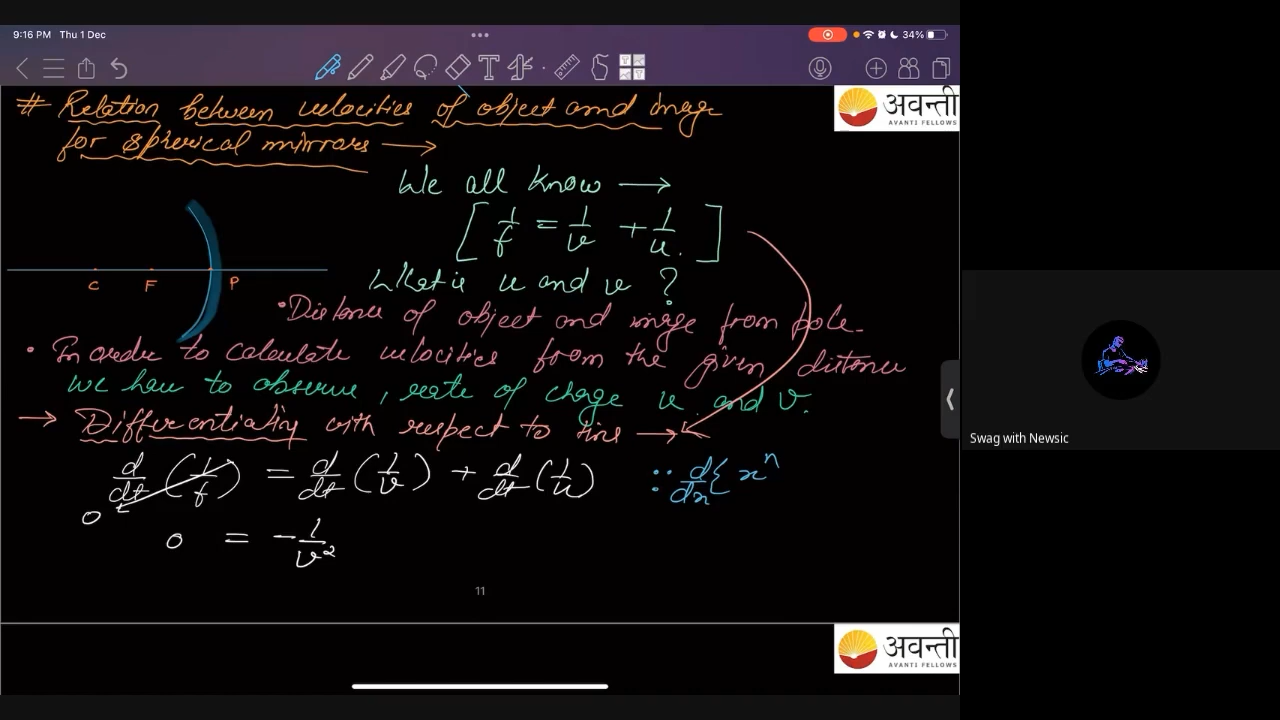 9:16 PM Thu 1 Dec
34%
# Relation between velocities of object and image
for spherical mirrors →
अवन्ती
AVANTI FELLOWS
We all know →
[ 1/f = 1/v + 1/u. ]
C F P
What is u and v ?
• Distance of object and image from pole.
• In order to calculate velocities from the given distance
we have to observe, rate of change u and v.
→ Differentiating with respect to time →
d/dt (1/f) = d/dt (1/v) + d/dt (1/u) ∵ d/dx { xⁿ
0
0 = - 1/v²
11
अवन्ती
AVANTI FELLOWS
Swag with Newsic